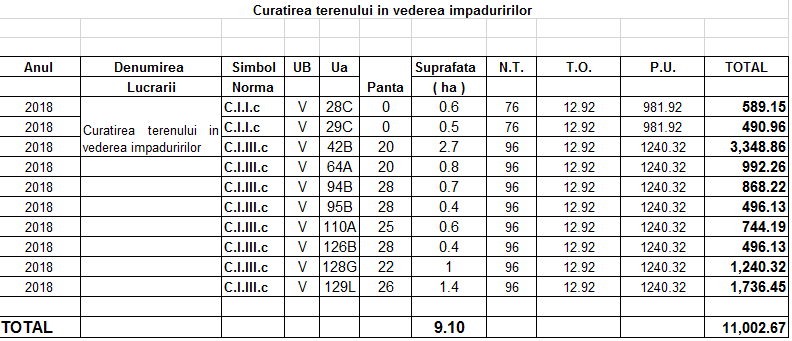 Curatirea terenului in vederea impaduririlor
Anul Denumirea Simbol UB Ua Suprafata N.T. T.O. P.U. TOTAL
Lucrarii Norma Panta ( ha )
2018 C.I.I.c V 28C 0 0.6 76 12.92 981.92 589.15
2018 Curatirea terenului in C.I.I.c V 29C 0 0.5 76 12.92 981.92 490.96
2018 vederea impaduririlor C.I.III.c V 42B 20 2.7 96 12.92 1240.32 3,348.86
2018 C.I.III.c V 64A 20 0.8 96 12.92 1240.32 992.26
2018 C.I.III.c V 94B 28 0.7 96 12.92 1240.32 868.22
2018 C.I.III.c V 95B 28 0.4 96 12.92 1240.32 496.13
2018 C.I.III.c V 110A 25 0.6 96 12.92 1240.32 744.19
2018 C.I.III.c V 126B 28 0.4 96 12.92 1240.32 496.13
2018 C.I.III.c V 128G 22 1 96 12.92 1240.32 1,240.32
2018 C.I.III.c V 129L 26 1.4 96 12.92 1240.32 1,736.45
TOTAL 9.10 11,002.67